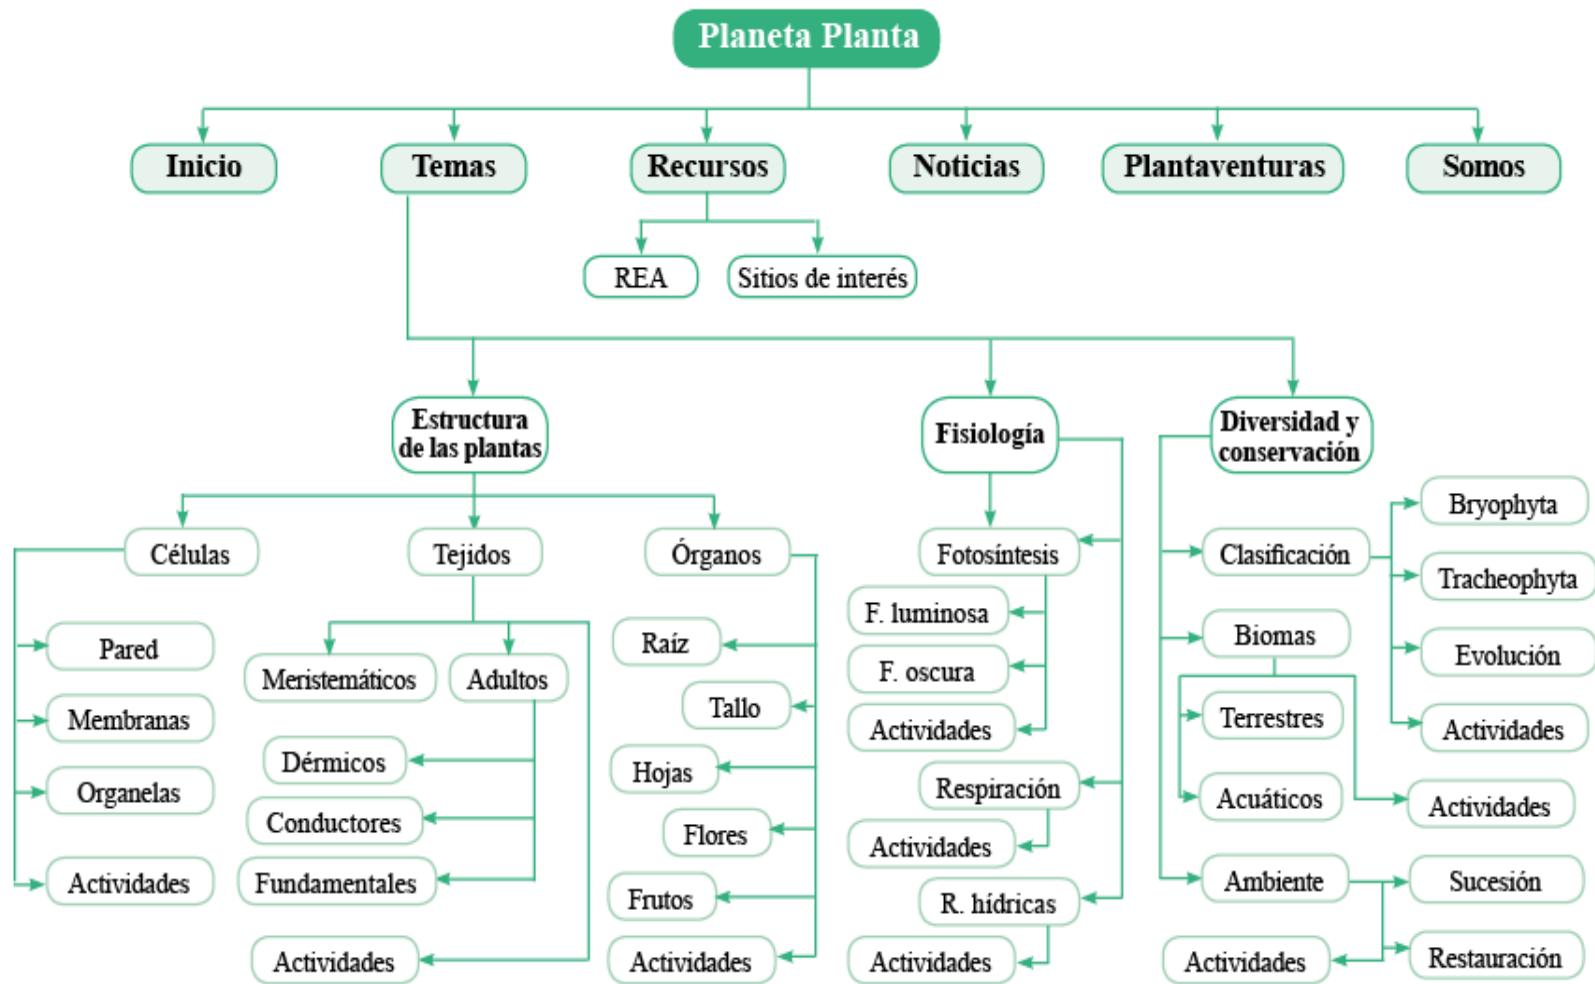 Planeta Planta
Inicio
Temas
Recursos
Noticias
Plantaventuras
Somos
REA
Sitios de interés
Estructura
de las plantas
Fisiología
Diversidad y
conservación
Células
Pared
Membranas
Organelas
Actividades
Tejidos
Meristemáticos
Adultos
Dérmicos
Conductores
Fundamentales
Actividades
Órganos
Raíz
Tallo
Hojas
Flores
Frutos
Actividades
Fotosíntesis
F. luminosa
F. oscura
Actividades
Respiración
Actividades
R. hídricas
Actividades
Clasificación
Bryophyta
Tracheophyta
Evolución
Actividades
Biomas
Terrestres
Acuáticos
Actividades
Ambiente
Sucesión
Restauración
Actividades